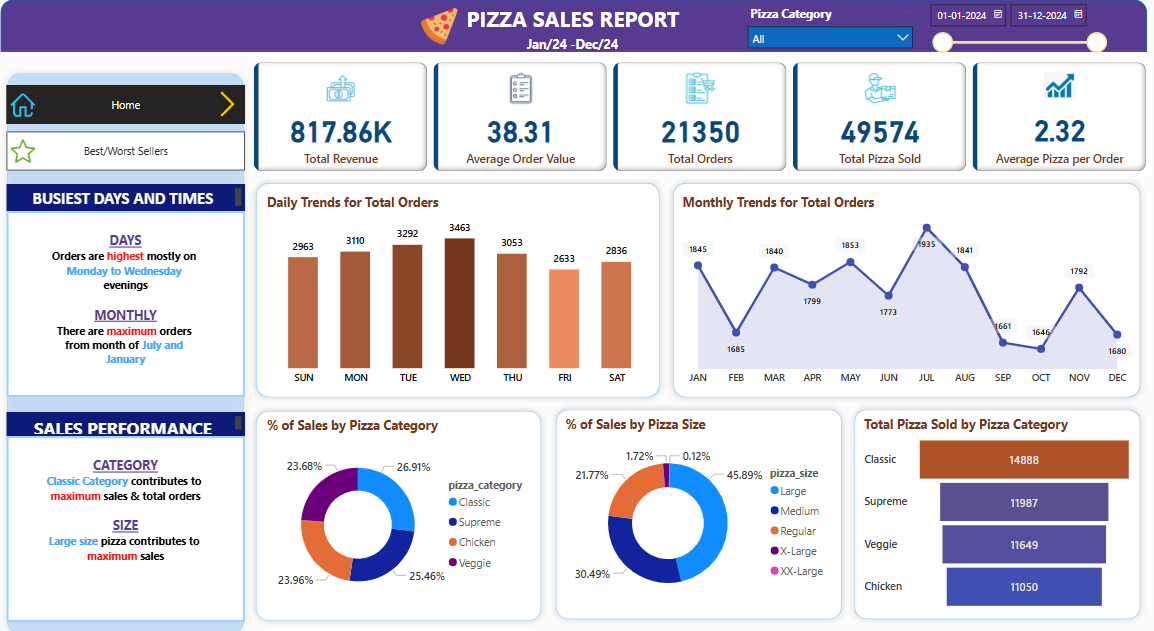 PIZZA SALES REPORT
Jan/24 -Dec/24
Pizza Category
All
01-01-2024
31-12-2024
Home
Best/Worst Sellers
817.86K
Total Revenue
38.31
Average Order Value
21350
Total Orders
49574
Total Pizza Sold
2.32
Average Pizza per Order
BUSIEST DAYS AND TIMES
DAYS
Orders are highest mostly on
Monday to Wednesday
evenings
MONTHLY
There are maximum orders
from month of July and
January
SALES PERFORMANCE
CATEGORY
Classic Category contributes to
maximum sales & total orders
SIZE
Large size pizza contributes to
maximum sales
Daily Trends for Total Orders
2963
3110
3292
3463
3053
2633
2836
SUN MON TUE WED THU FRI SAT
Monthly Trends for Total Orders
1845
1685
1840
1799
1853
1773
1935
1841
1661
1646
1792
1680
JAN FEB MAR APR MAY JUN JUL AUG SEP OCT NOV DEC
% of Sales by Pizza Category
23.68%
26.91%
23.96%
25.46%
pizza_category
Classic
Supreme
Chicken
Veggie
% of Sales by Pizza Size
1.72%
0.12%
21.77%
45.89%
30.49%
pizza_size
Large
Medium
Regular
X-Large
XX-Large
Total Pizza Sold by Pizza Category
Classic 14888
Supreme 11987
Veggie 11649
Chicken 11050